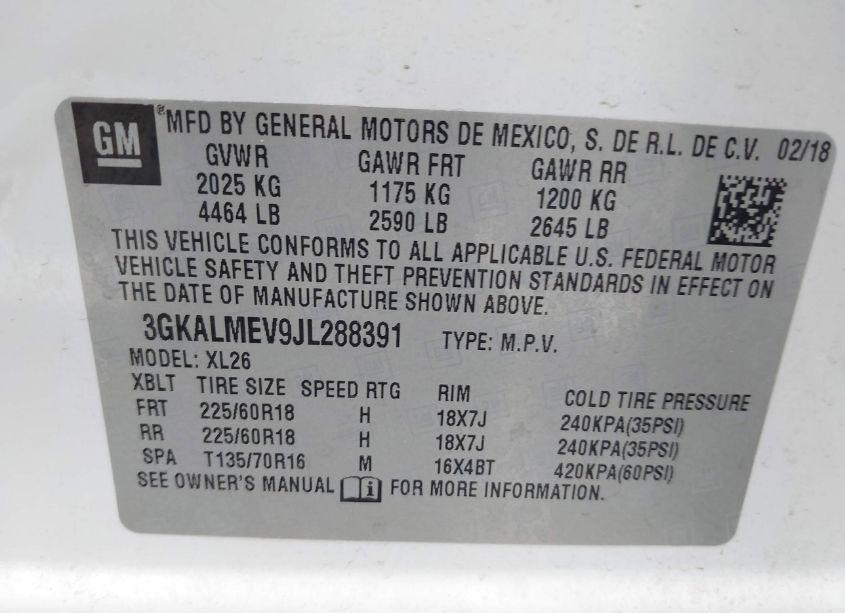 GM
®MFD BY GENERAL MOTORS DE MEXICO, S. DE R.L. DE C.V. 02/18
GVWR GAWR FRT GAWR RR
2025 KG 1175 KG 1200 KG
4464 LB 2590 LB 2645 LB
THIS VEHICLE CONFORMS TO ALL APPLICABLE U.S. FEDERAL MOTOR
VEHICLE SAFETY AND THEFT PREVENTION STANDARDS IN EFFECT ON
THE DATE OF MANUFACTURE SHOWN ABOVE.
3GKALMEV9JL288391 TYPE: M.P.V.
MODEL: XL26
XBLT TIRE SIZE SPEED RTG RIM COLD TIRE PRESSURE
FRT 225/60R18 H 18X7J 240KPA(35PSI)
RR 225/60R18 H 18X7J 240KPA(35PSI)
SPA T135/70R16 M 16X4BT 420KPA(60PSI)
SEE OWNER'S MANUAL i FOR MORE INFORMATION.